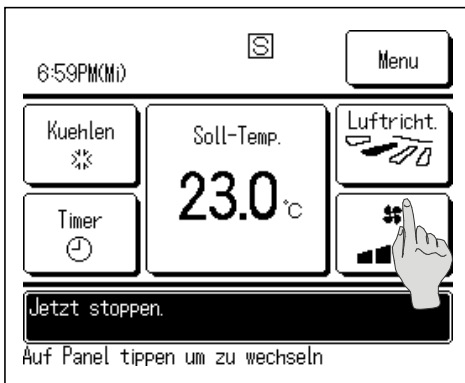 6:59PM(Mi)
S
Menu
Kuehlen
Soll-Temp.
Luftricht.
23.0°C
Timer
Jetzt stoppen.
Auf Panel tippen um zu wechseln